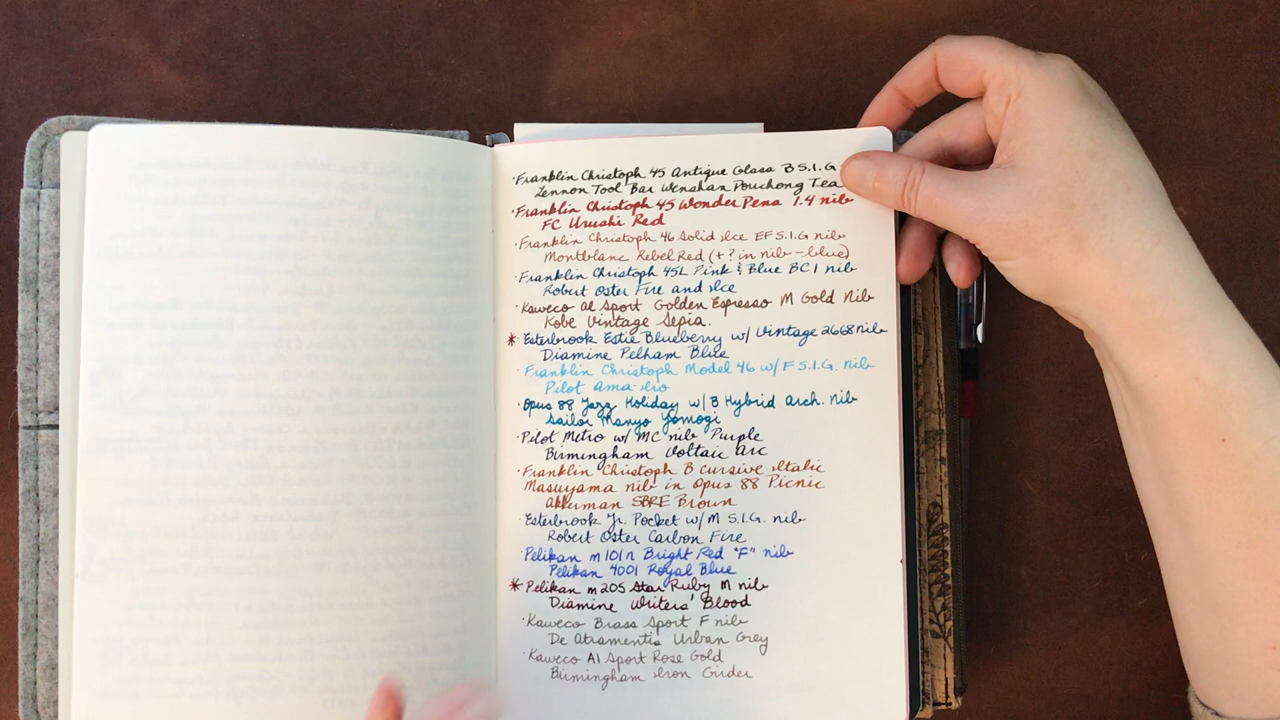 ·Franklin Christoph 45 Antique Glass B S.I.G.
Lennon Tool Bar Wenshan Pouchong Tea
·Franklin Christoph 45 Wonder Pens 1.4 nib
FC Urushi Red
·Franklin Christoph 46 Solid Ice EF S.I.G nib
Montblanc Rebel Red (+ ? in nib - blue)
·Franklin Christoph 45L Pink & Blue BC1 nib
Robert Oster Fire and Ice
·Kaweco Al Sport Golden Espresso M Gold Nib
Kobe Vintage Sepia.
* Esterbrook Estie Blueberry w/ Vintage 2668 nib
Diamine Pelham Blue
·Franklin Christoph Model 46 w/ F S.I.G. nib
Pilot Ama-Iro
·Opus 88 Jazz Holiday w/ B Hybrid Arch. nib
Sailor Manyo Yomogi
·Pilot Metro w/ MC nib Purple
Birmingham Voltaic Arc
·Franklin Christoph B cursive Italic
Masuyama nib in Opus 88 Picnic
Akkerman SBRE Brown
·Esterbrook Jr. Pocket w/ M S.I.G. nib
Robert Oster Carbon Fire
·Pelikan m101n Bright Red "F" nib
Pelikan 4001 Royal Blue
* Pelikan m205 Star Ruby M nib
Diamine Writers' Blood
·Kaweco Brass Sport F nib
De Atramentis Urban Grey
·Kaweco Al Sport Rose Gold
Birmingham Iron Girder